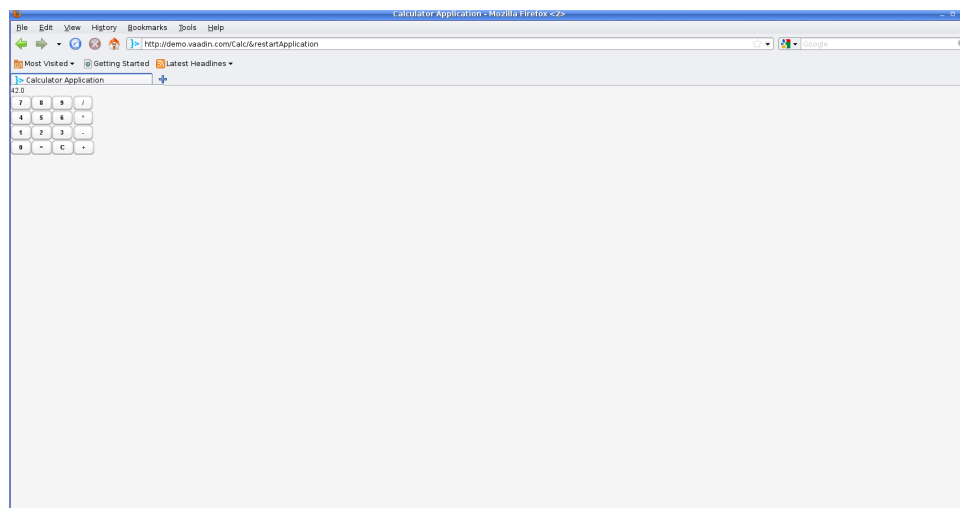 Calculator Application - Mozilla Firefox <2>
File Edit View History Bookmarks Tools Help
http://demo.vaadin.com/Calc/&restartApplication Google
Most Visited Getting Started Latest Headlines
}> Calculator Application
42.0
7 8 9 /
4 5 6 *
1 2 3 -
0 = C +